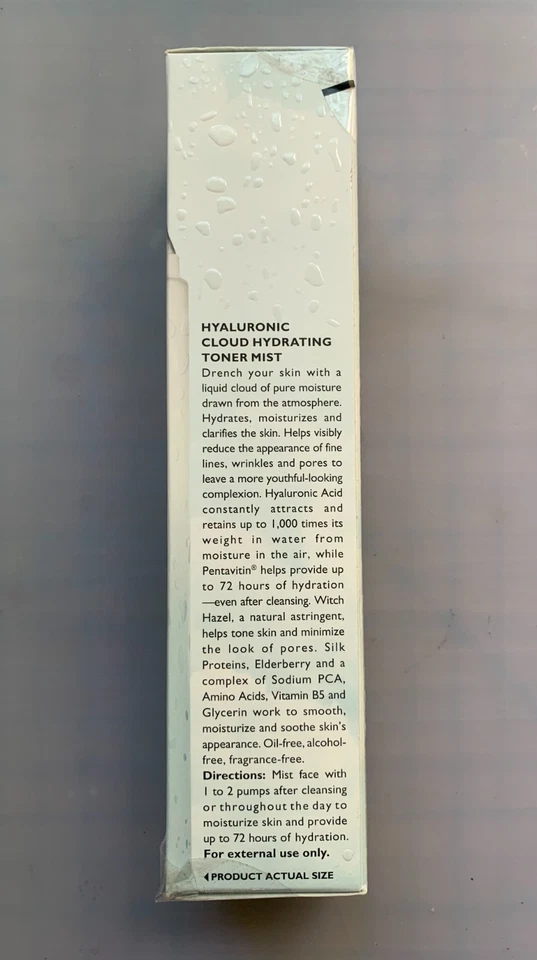 HYALURONIC
CLOUD HYDRATING
TONER MIST
Drench your skin with a
liquid cloud of pure moisture
drawn from the atmosphere.
Hydrates, moisturizes and
clarifies the skin. Helps visibly
reduce the appearance of fine
lines, wrinkles and pores to
leave a more youthful-looking
complexion. Hyaluronic Acid
constantly attracts and
retains up to 1,000 times its
weight in water from
moisture in the air, while
Pentavitin® helps provide up
to 72 hours of hydration
—even after cleansing. Witch
Hazel, a natural astringent,
helps tone skin and minimize
the look of pores. Silk
Proteins, Elderberry and a
complex of Sodium PCA,
Amino Acids, Vitamin B5 and
Glycerin work to smooth,
moisturize and soothe skin's
appearance. Oil-free, alcohol-
free, fragrance-free.
Directions: Mist face with
1 to 2 pumps after cleansing
or throughout the day to
moisturize skin and provide
up to 72 hours of hydration.
For external use only.
◀PRODUCT ACTUAL SIZE